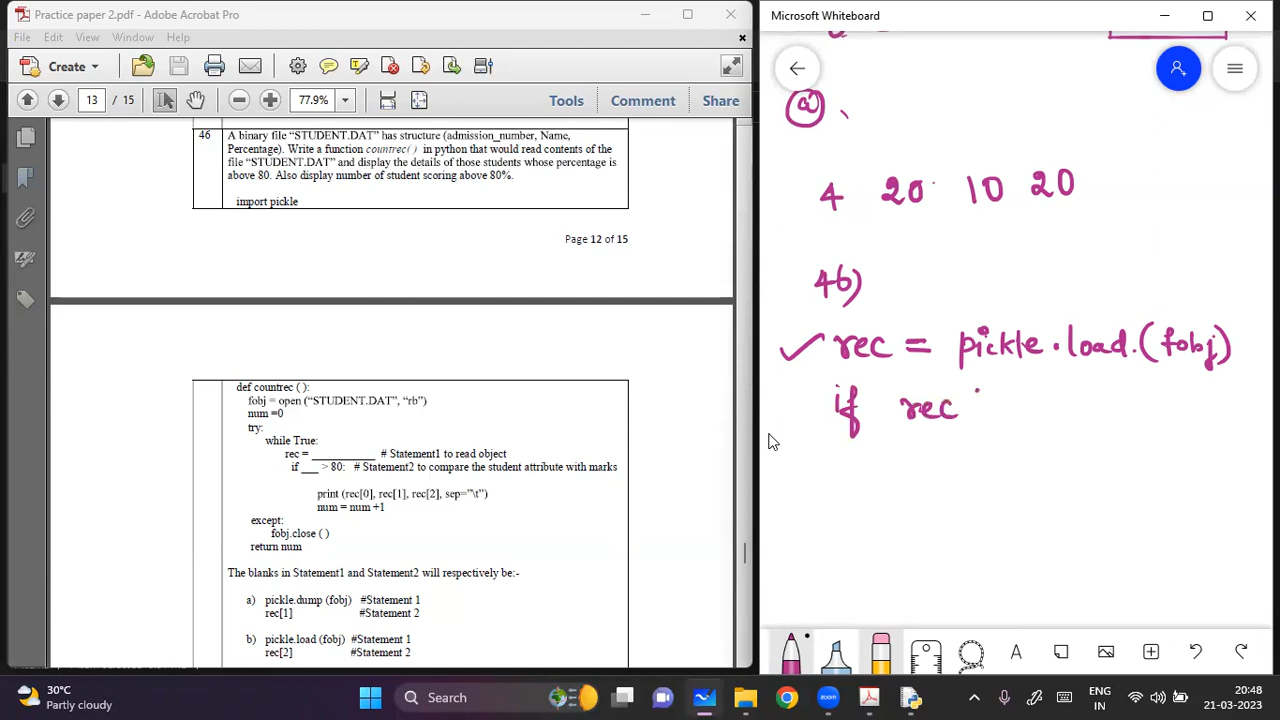 Practice paper 2.pdf - Adobe Acrobat Pro
File Edit View Window Help
Create
13 / 15
77.9%
Tools Comment Share
46 A binary file “STUDENT.DAT” has structure (admission_number, Name,
Percentage). Write a function countrec( ) in python that would read contents of the
file “STUDENT.DAT” and display the details of those students whose percentage is
above 80. Also display number of student scoring above 80%.
import pickle
Page 12 of 15
def countrec ( ):
fobj = open (“STUDENT.DAT”, “rb”)
num =0
try:
while True:
rec = __________ # Statement1 to read object
if ___ > 80: # Statement2 to compare the student attribute with marks
print (rec[0], rec[1], rec[2], sep=”\t”)
num = num +1
except:
fobj.close ( )
return num
The blanks in Statement1 and Statement2 will respectively be:-
a) pickle.dump (fobj) #Statement 1
rec[1] #Statement 2
b) pickle.load (fobj) #Statement 1
rec[2] #Statement 2
Microsoft Whiteboard
a
4 20 10 20
46)
rec = pickle.load.(fobj)
if rec
A
30°C
Partly cloudy
Search
ENG
IN
20:48
21-03-2023